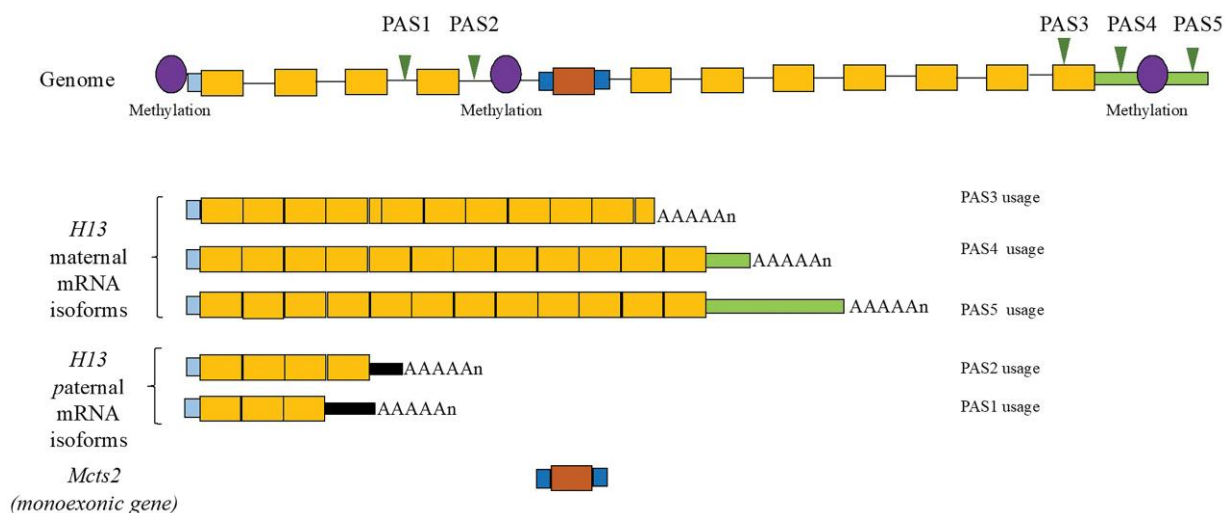 PAS1 PAS2 PAS3 PAS4 PAS5
Genome
Methylation Methylation Methylation
H13
maternal
mRNA
isoforms
AAAAAn PAS3 usage
AAAAAn PAS4 usage
AAAAAn PAS5 usage
H13
paternal
mRNA
isoforms
AAAAAn PAS2 usage
AAAAAn PAS1 usage
Mcts2
(monoexonic gene)